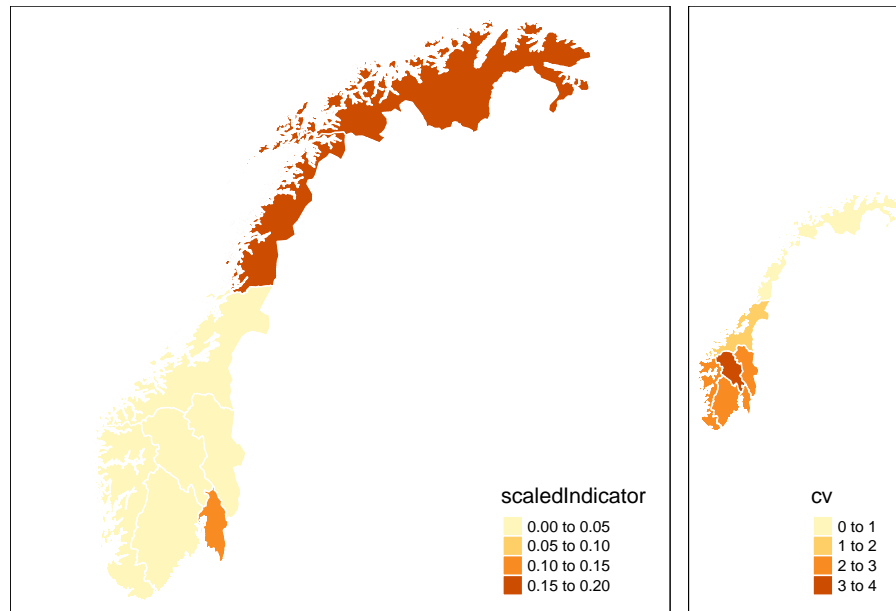 scaledIndicator
0.00 to 0.05
0.05 to 0.10
0.10 to 0.15
0.15 to 0.20
cv
0 to 1
1 to 2
2 to 3
3 to 4